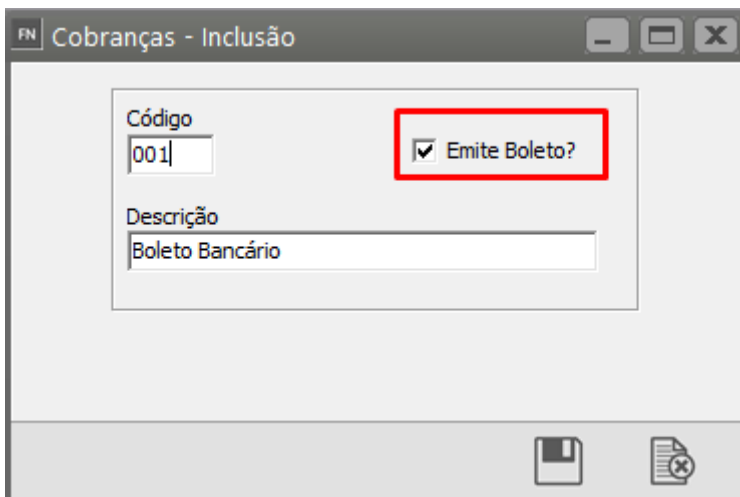 FN Cobranças - Inclusão
Código
001
Emite Boleto?
Descrição
Boleto Bancário